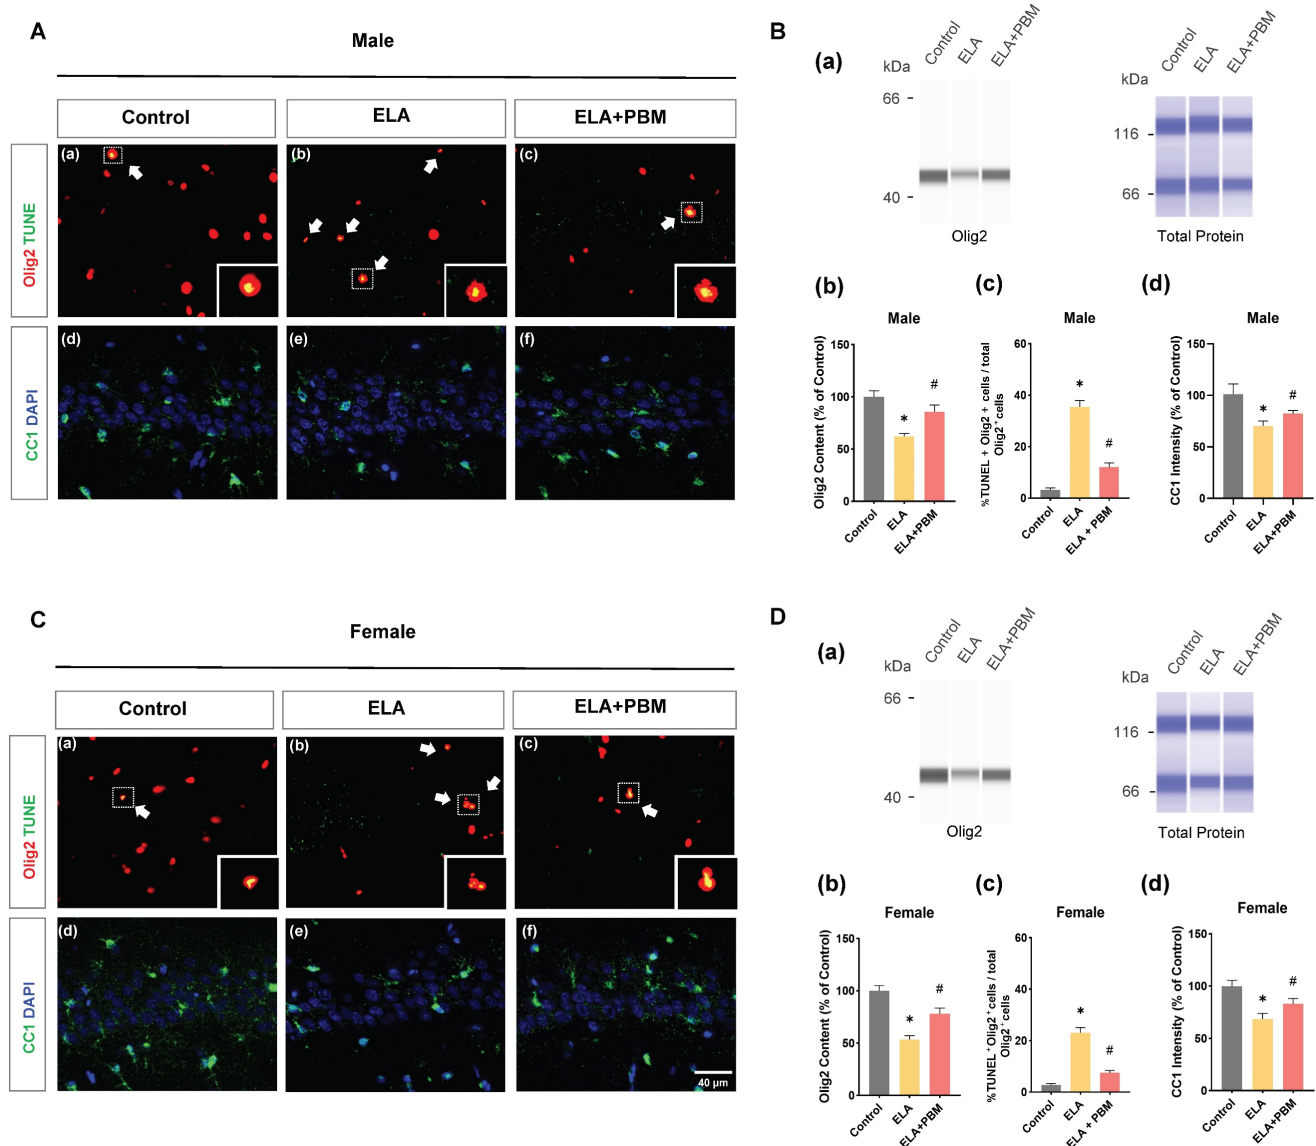 A
Male
Control
ELA
ELA+PBM
Olig2 TUNE
(a)
(b)
(c)
CC1 DAPI
(d)
(e)
(f)
B
(a)
Control
ELA
ELA+PBM
kDa
66
40
Olig2
Control
ELA
ELA+PBM
kDa
116
66
Total Protein
(b)
Male
Olig2 Content (% of Control)
150
100
50
0
*
#
Control
ELA
ELA+PBM
(c)
Male
%TUNEL + Olig2 + cells / total
Olig2⁺cells
60
40
20
0
*
#
Control
ELA
ELA + PBM
(d)
Male
CC1 Intensity (% of Control)
150
100
50
0
*
#
Control
ELA
ELA+PBM
C
Female
Control
ELA
ELA+PBM
Olig2 TUNE
(a)
(b)
(c)
CC1 DAPI
(d)
(e)
(f)
40 μm
D
(a)
Control
ELA
ELA+PBM
kDa
66
40
Olig2
Control
ELA
ELA+PBM
kDa
116
66
Total Protein
(b)
Female
Olig2 Content (% of Control)
150
100
50
0
*
#
Control
ELA
ELA+PBM
(c)
Female
%TUNEL⁺Olig2⁺cells / total
Olig2⁺cells
60
40
20
0
*
#
Control
ELA
ELA + PBM
(d)
Female
CC1 Intensity (% of Control)
150
100
50
0
*
#
Control
ELA
ELA+PBM